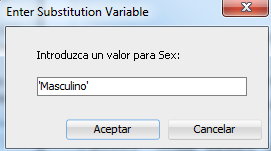 Enter Substitution Variable
Introduzca un valor para Sex:
'Masculino'
Aceptar
Cancelar